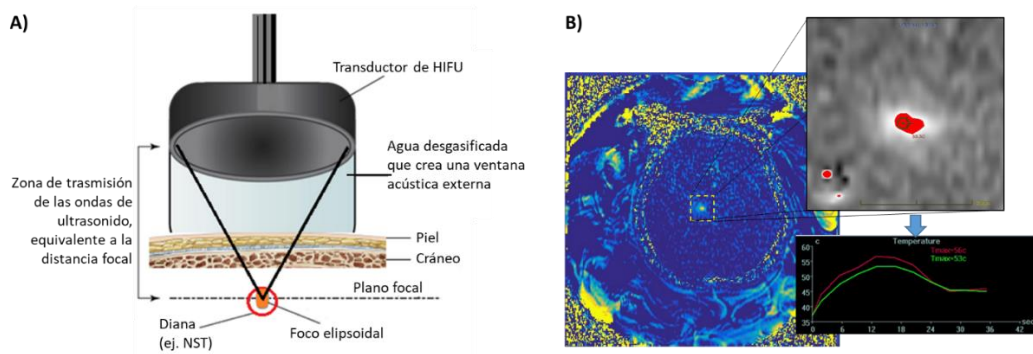 A)
Transductor de HIFU
Agua desgasificada
que crea una ventana
acústica externa
Zona de trasmisión
de las ondas de
ultrasonido,
equivalente a la
distancia focal
Piel
Cráneo
Plano focal
Diana
(ej. NST)
Foco elipsoidal
B)
c
Temperature
Tmax=56c
Tmax=53c
60
55
50
45
40
35
0
6
12
18
24
30
36
42
sec